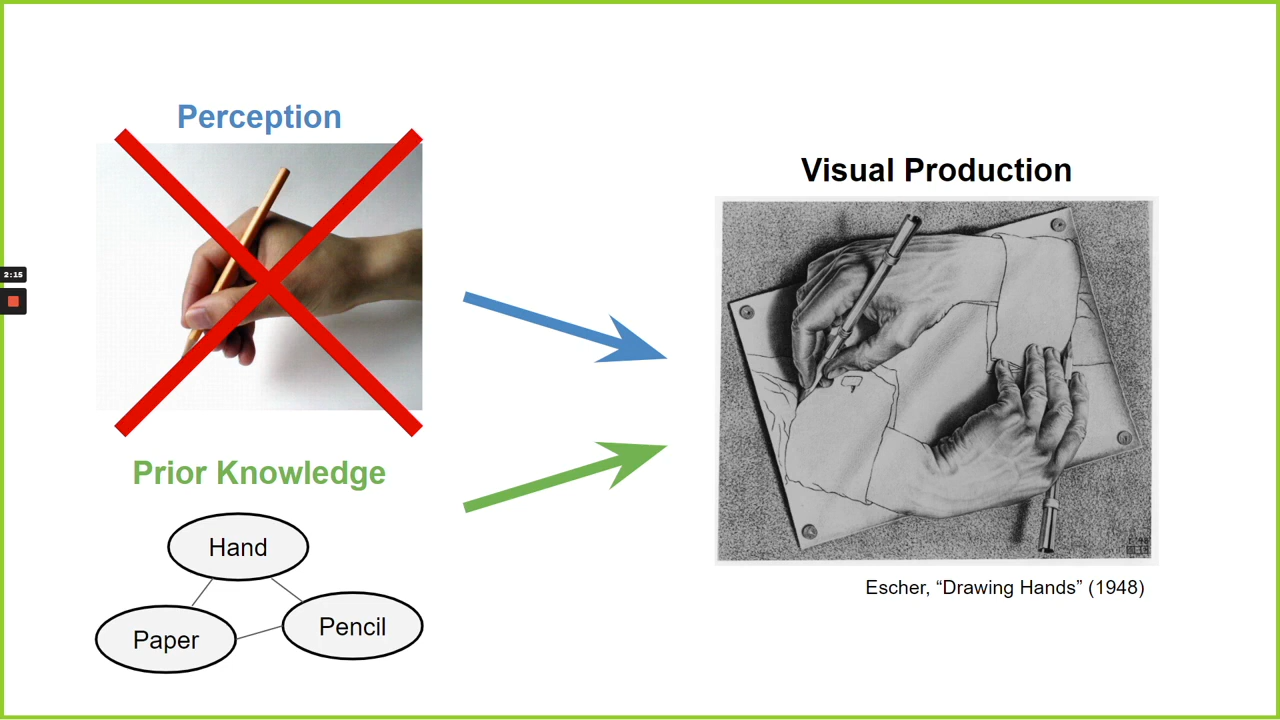 Perception
Visual Production
2:15
Prior Knowledge
Hand
Paper
Pencil
Escher, “Drawing Hands” (1948)